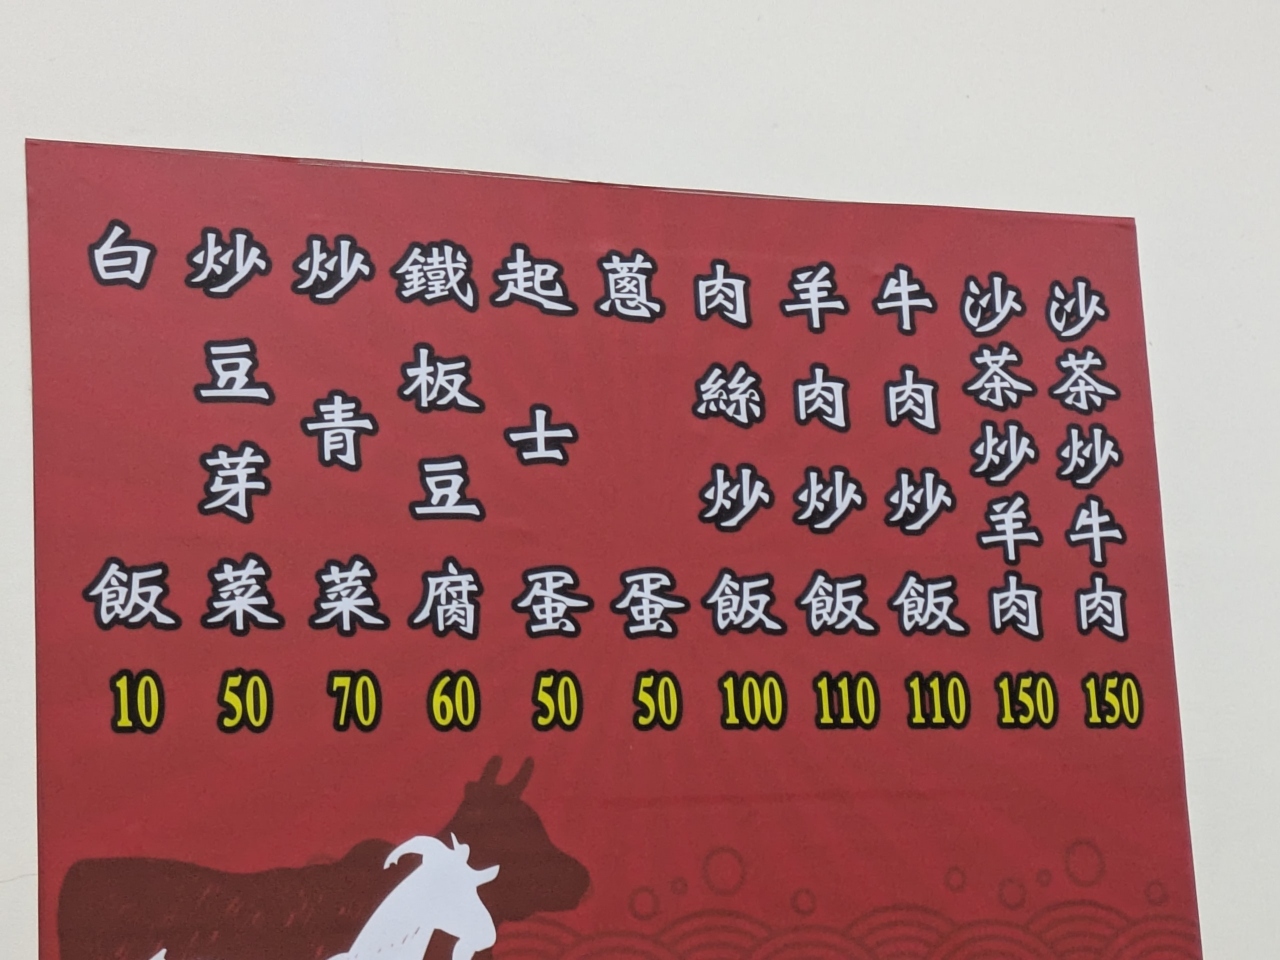 沙茶炒牛肉 150
沙茶炒羊肉 150
牛肉炒飯 110
羊肉炒飯 110
肉絲炒飯 100
蔥蛋 50
起士蛋 50
鐵板豆腐 60
炒青菜 70
炒豆芽菜 50
白飯 10